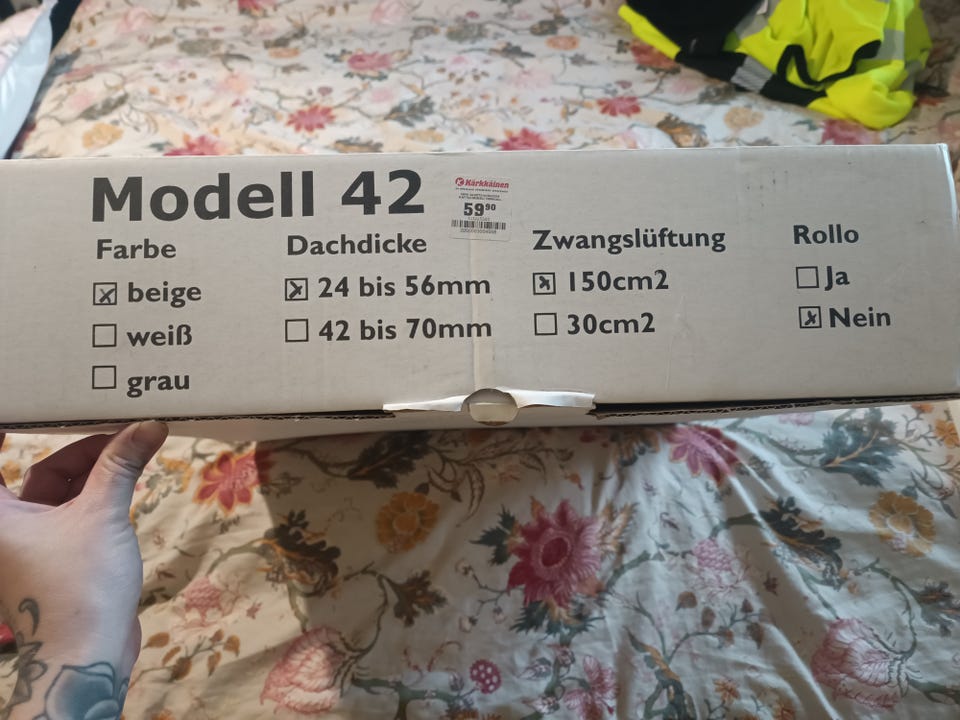 Modell 42
Kärkkäinen
59 90
Farbe
beige
weiß
grau
Dachdicke
24 bis 56mm
42 bis 70mm
Zwangslüftung
150cm2
30cm2
Rollo
Ja
Nein